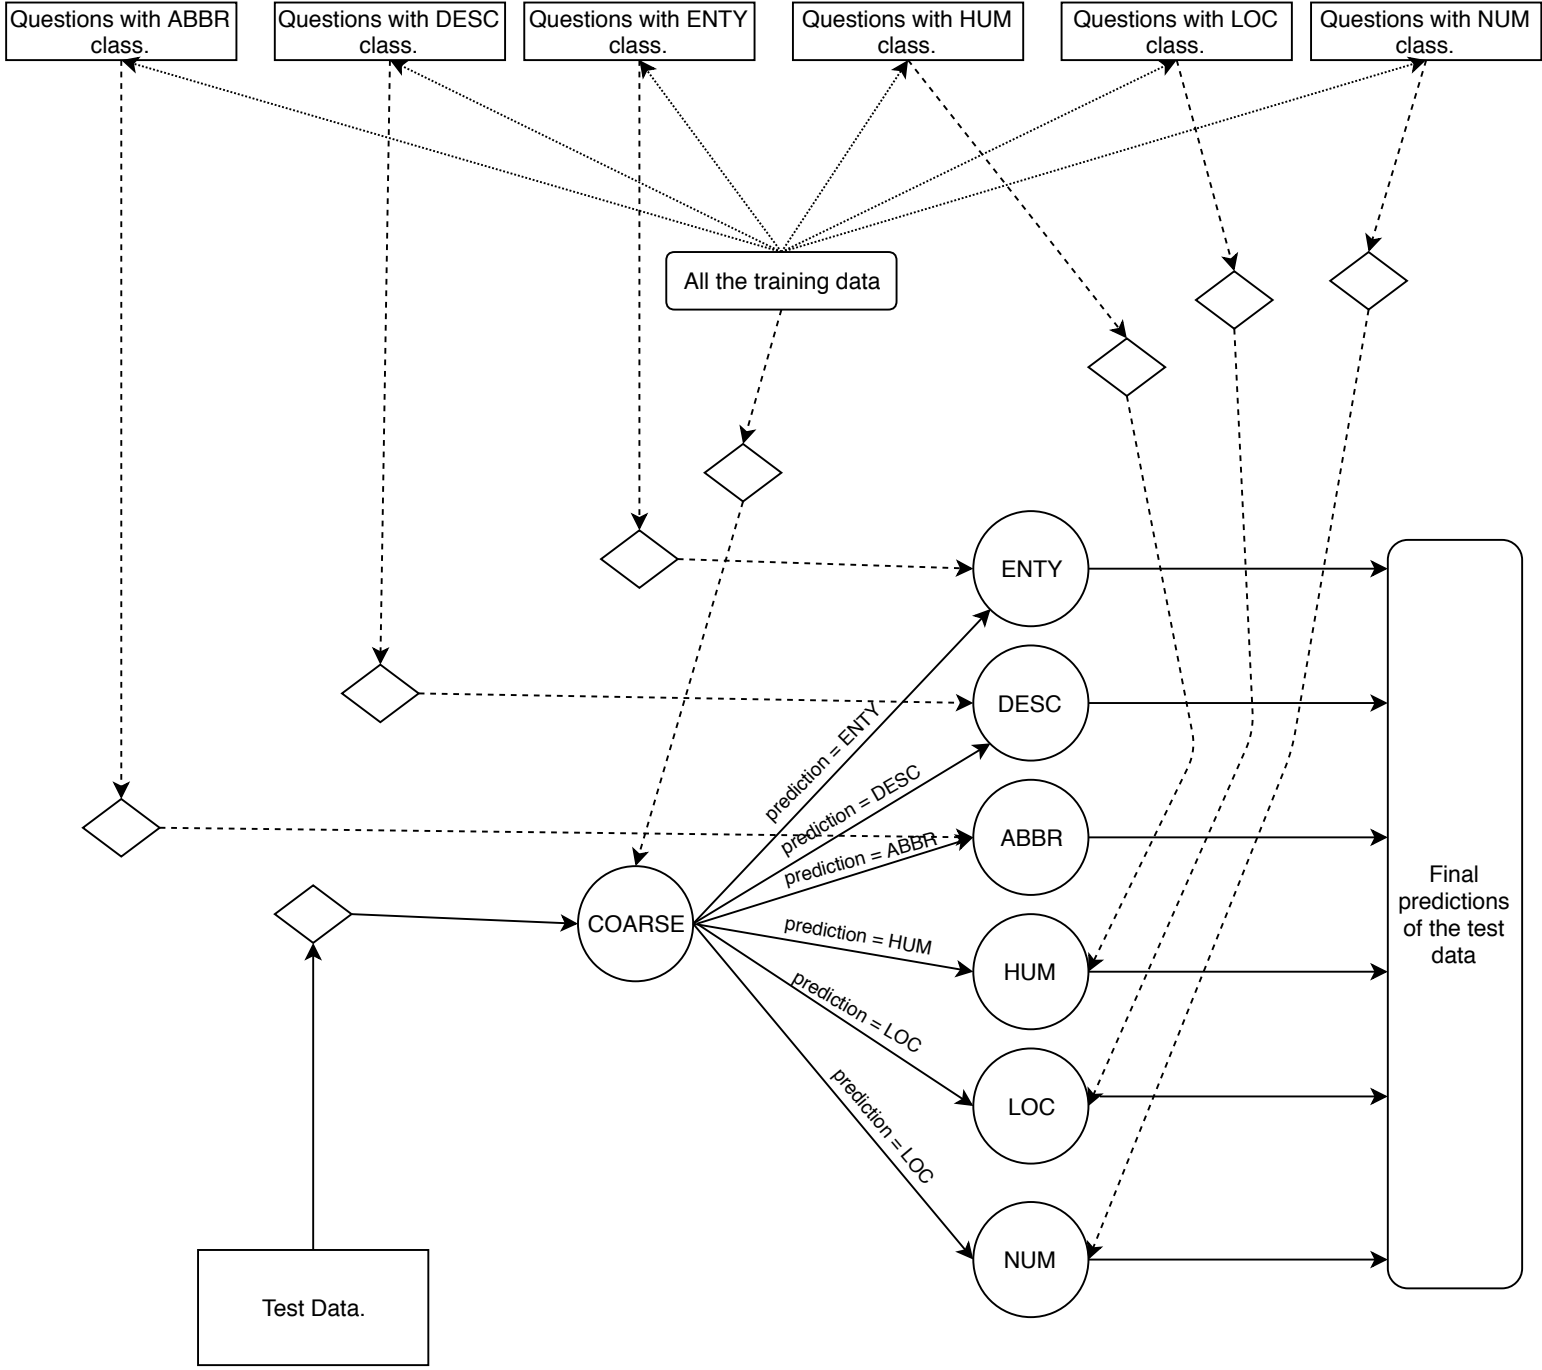 Questions with ABBR
class.
Questions with DESC
class.
Questions with ENTY
class.
Questions with HUM
class.
Questions with LOC
class.
Questions with NUM
class.
All the training data
ENTY
DESC
prediction = ENTY
prediction = DESC
ABBR
prediction = ABBR
COARSE
prediction = HUM
HUM
prediction = LOC
LOC
prediction = LOC
NUM
Final
predictions
of the test
data
Test Data.